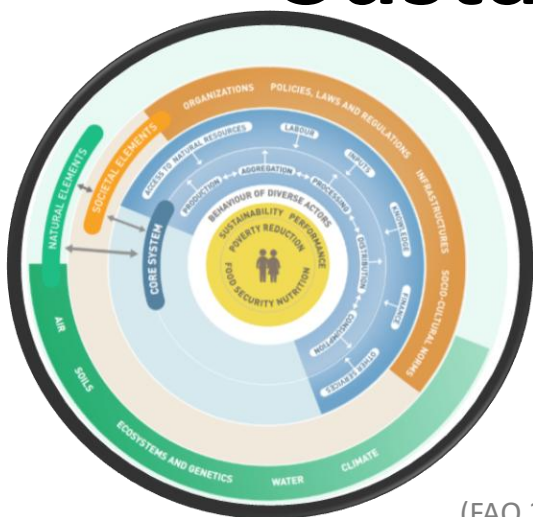 ORGANIZATIONS
POLICIES, LAWS AND REGULATIONS
INFRASTRUCTURES
SOCIO-CULTURAL NORMS
SOCIETAL ELEMENTS
NATURAL ELEMENTS
CORE SYSTEM
ACCESS TO NATURAL RESOURCES
LABOUR
INPUTS
KNOWLEDGE
FINANCE
OTHER SERVICES
PRODUCTION
AGGREGATION
PROCESSING
DISTRIBUTION
CONSUMPTION
BEHAVIOUR OF DIVERSE ACTORS
SUSTAINABILITY PERFORMANCE
POVERTY REDUCTION
FOOD SECURITY NUTRITION
AIR
SOILS
ECOSYSTEMS AND GENETICS
WATER
CLIMATE
(FAO